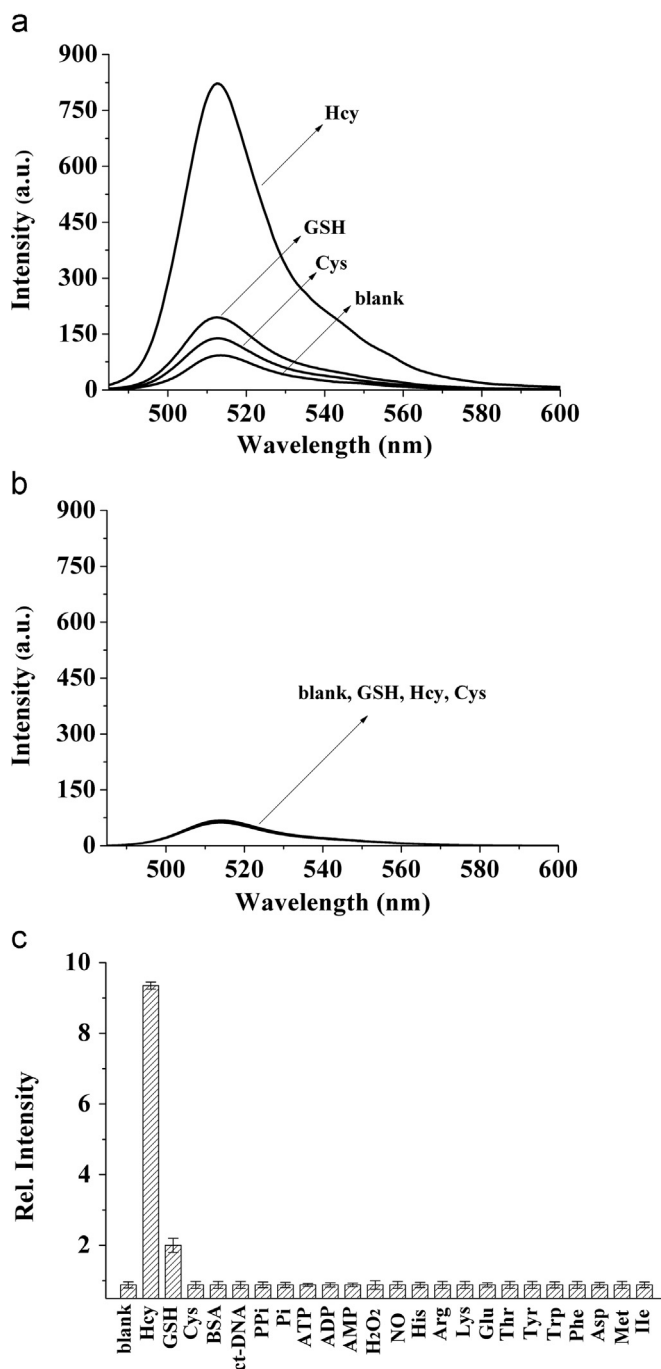 a
900
750
600
450
300
150
0
Intensity (a.u.)
Hcy
GSH
Cys
blank
500 520 540 560 580 600
Wavelength (nm)
b
900
750
600
450
300
150
0
Intensity (a.u.)
blank, GSH, Hcy, Cys
500 520 540 560 580 600
Wavelength (nm)
c
10
8
6
4
2
Rel. Intensity
blank
Hcy
GSH
Cys
BSA
ct-DNA
PPi
Pi
ATP
ADP
AMP
H₂O₂
NO
His
Arg
Lys
Glu
Thr
Tyr
Trp
Phe
Asp
Met
IIe